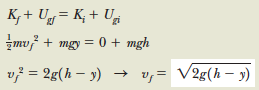 K_f + U_gf = K_i + U_gi
½mv_f² + mgy = 0 + mgh
v_f² = 2g(h − y) → v_f = √2g(h − y)